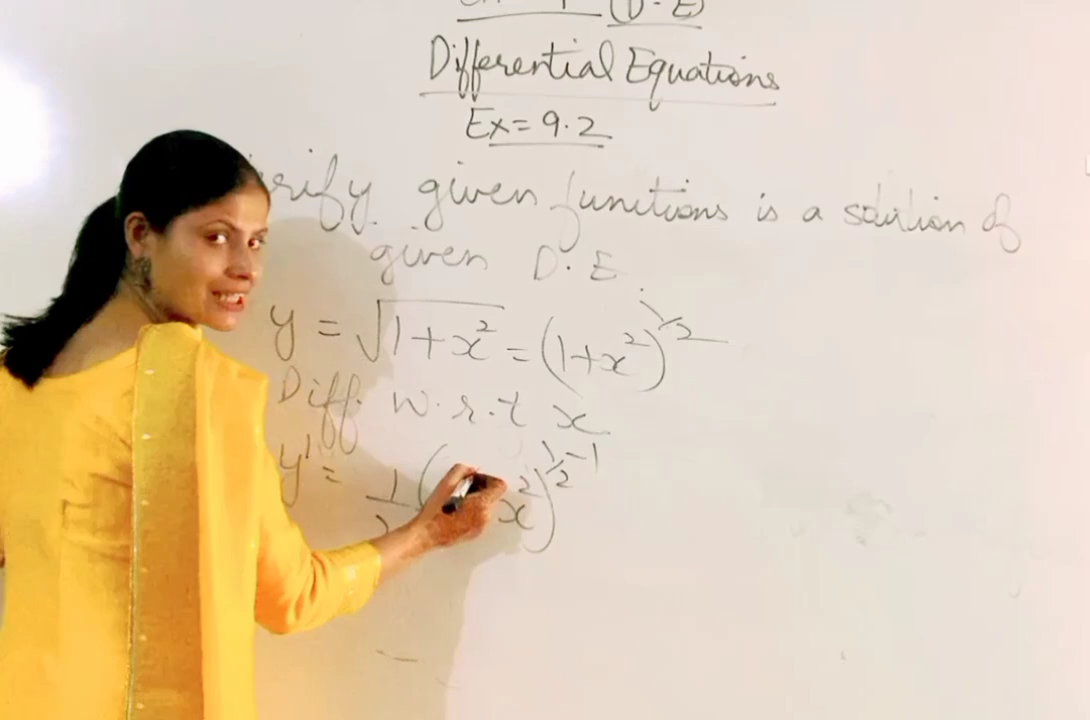 (D.E)
Differential Equations
Ex = 9.2
given functions is a solution of
given D.E.
y = √1+x² = (1+x²)^1/2
Diff. w.r.t x
y' = 1/2 ( x²)^1/2-1